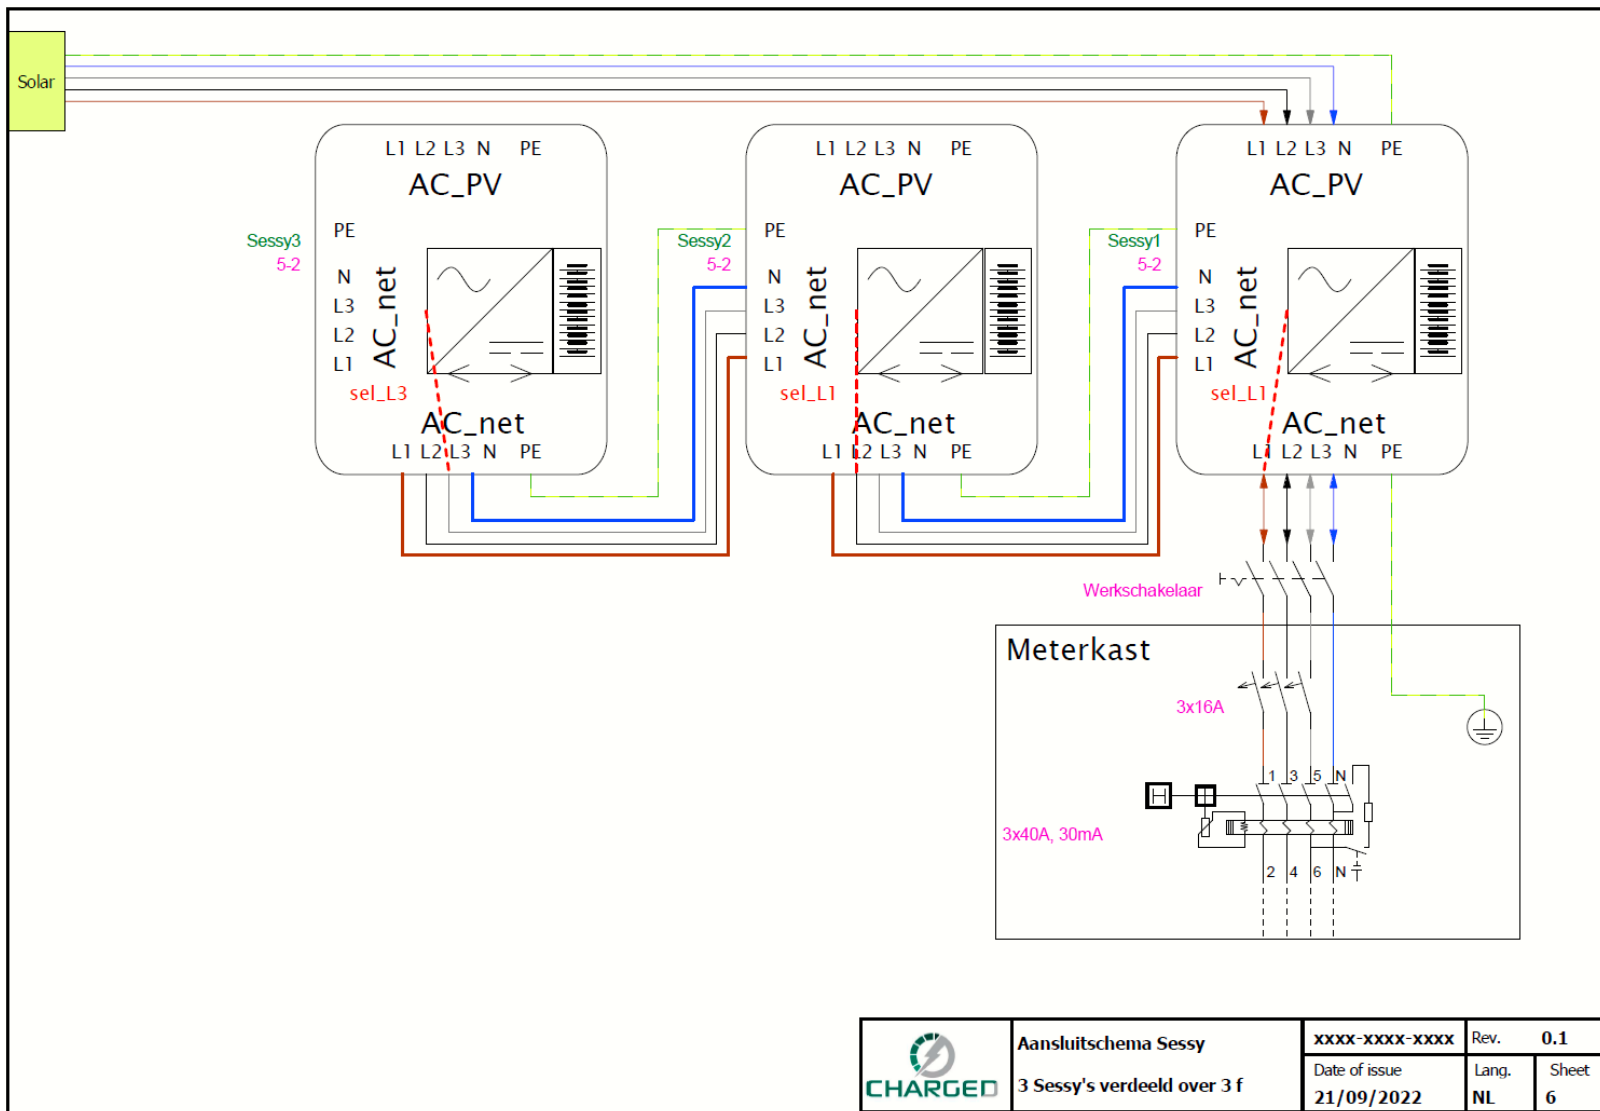 Solar
L1 L2 L3 N PE
AC_PV
L1 L2 L3 N PE
AC_PV
L1 L2 L3 N PE
AC_PV
Sessy3
5-2
PE
N
L3
L2
L1
AC_net
sel_L3
AC_net
L1 L2 L3 N PE
Sessy2
5-2
PE
N
L3
L2
L1
AC_net
sel_L1
AC_net
L1 L2 L3 N PE
Sessy1
5-2
PE
N
L3
L2
L1
AC_net
sel_L1
AC_net
L1 L2 L3 N PE
Werkschakelaar
Meterkast
3x16A
1 3 5 N
H
3x40A, 30mA
2 4 6 N
CHARGED
Aansluitschema Sessy
3 Sessy's verdeeld over 3 f
xxxx-xxxx-xxxx
Rev. 0.1
Date of issue
21/09/2022
Lang.
NL
Sheet
6